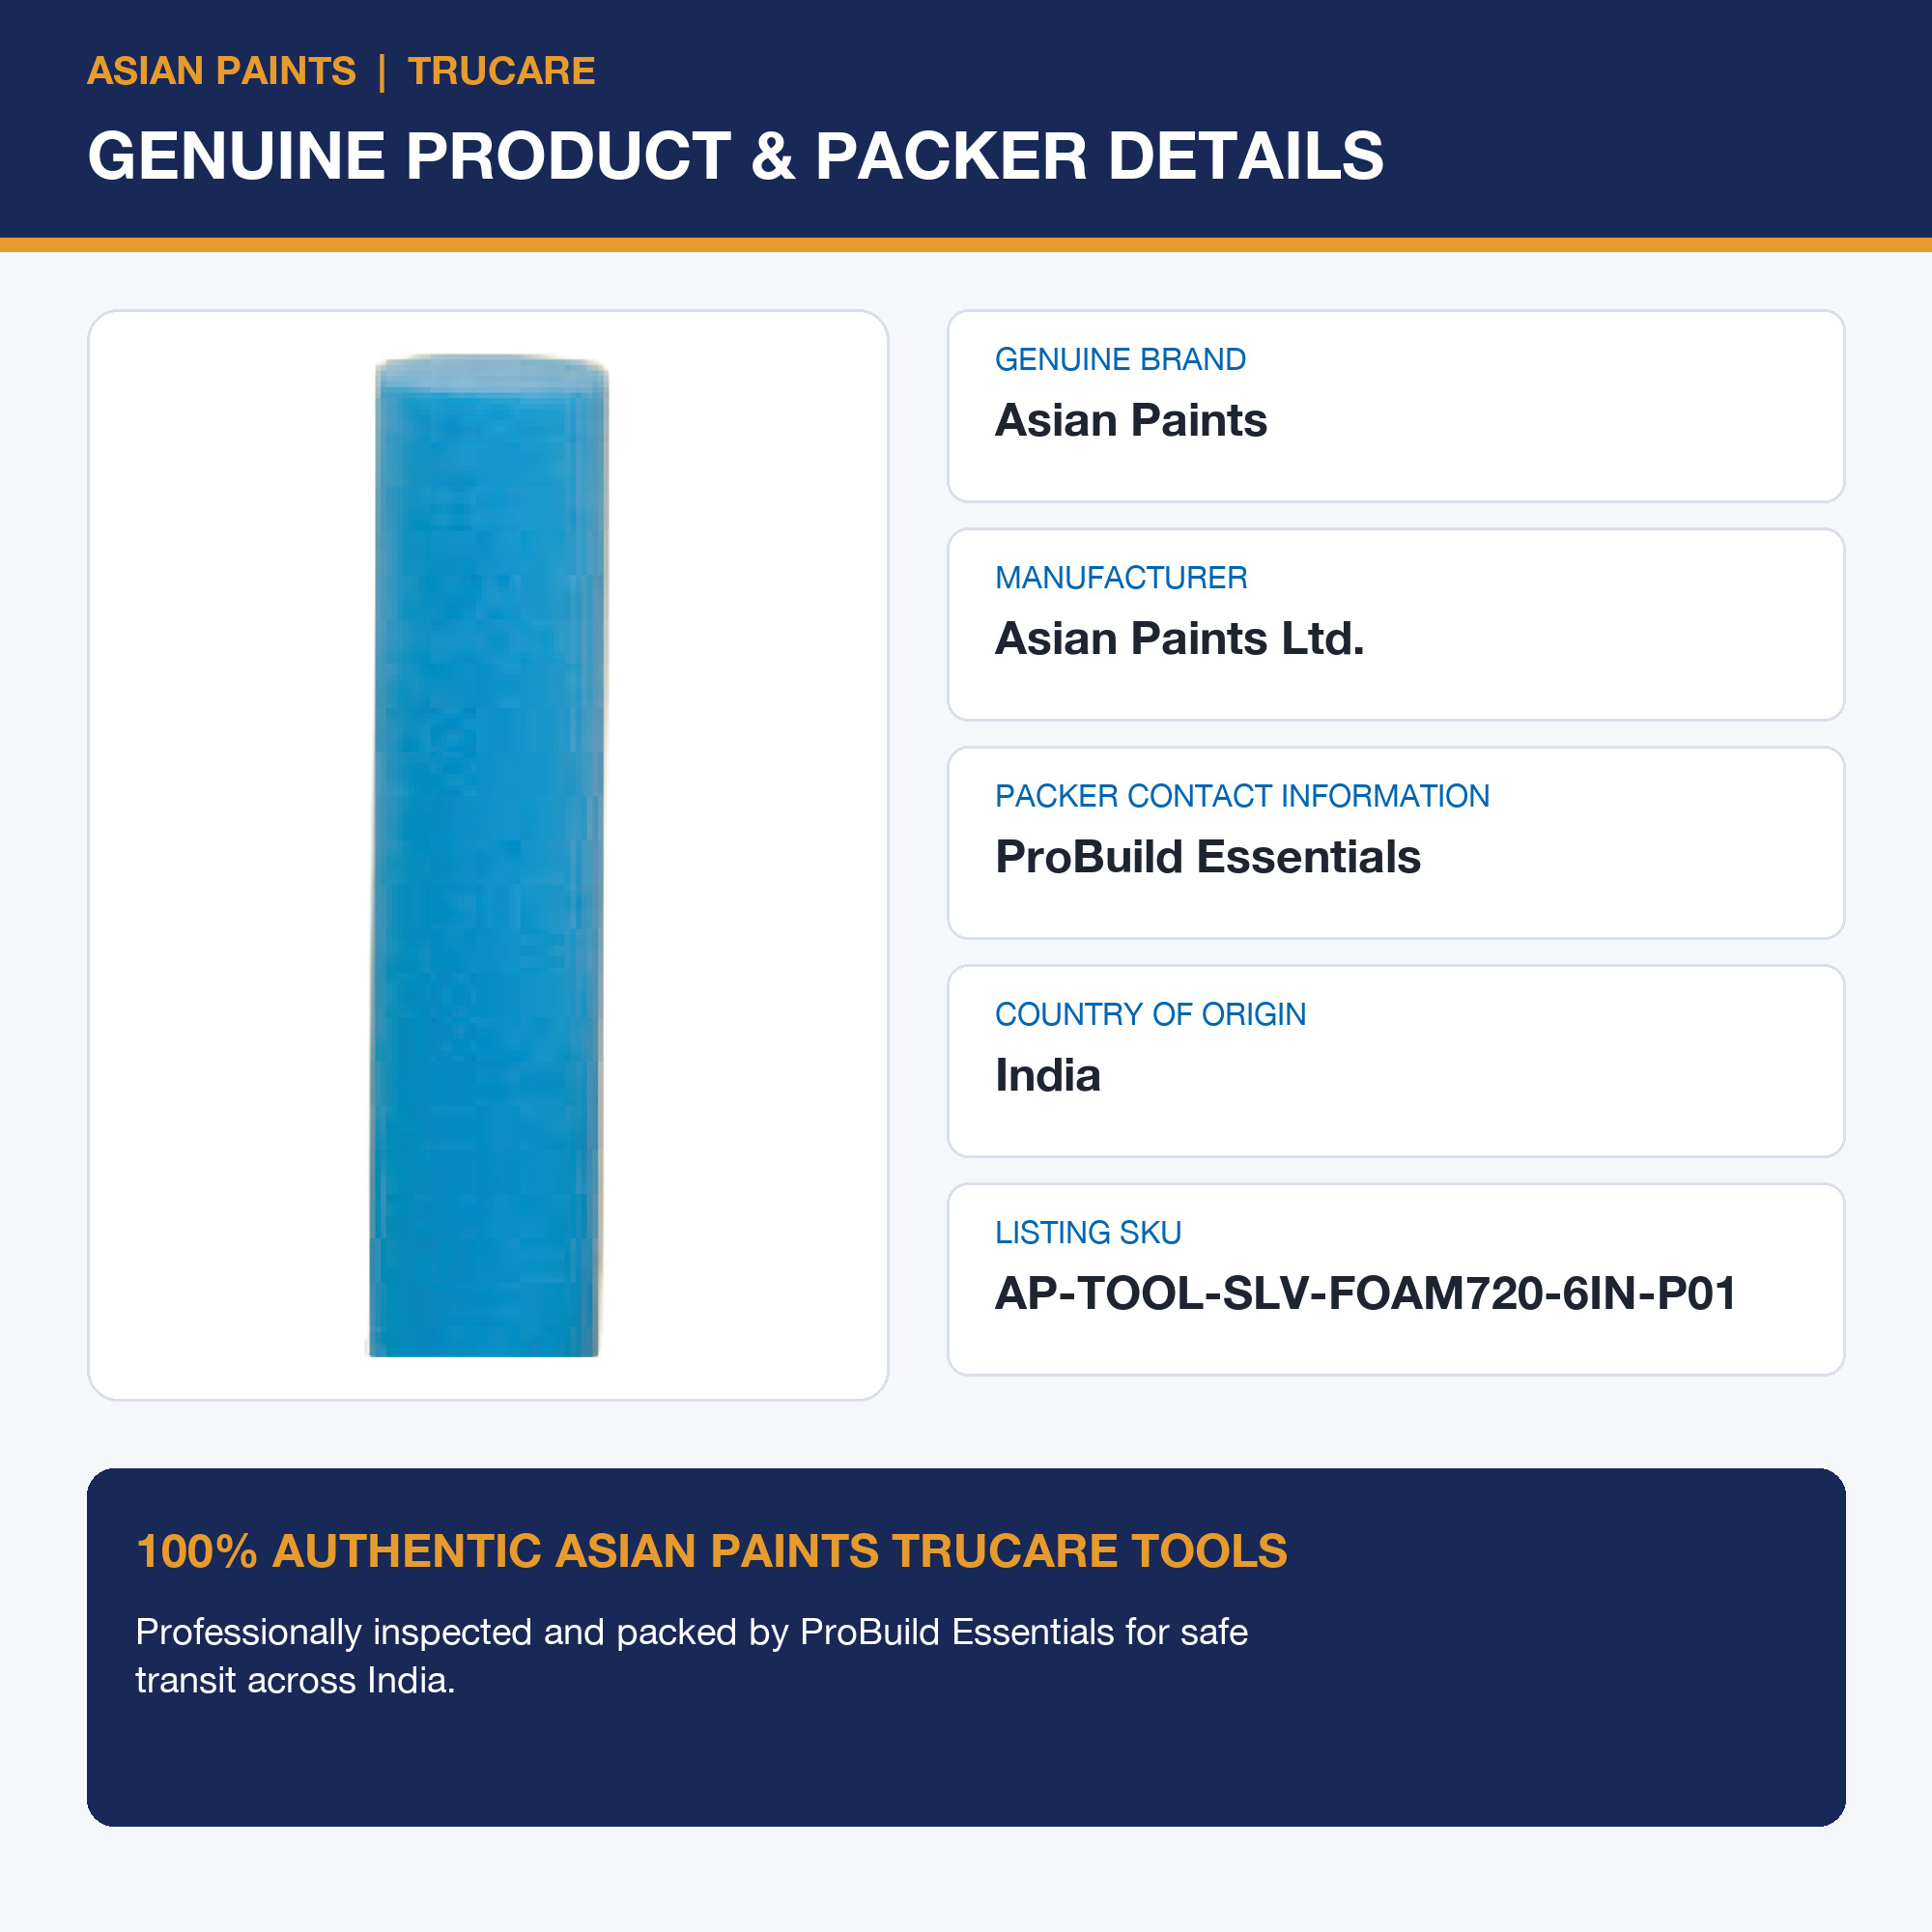 ASIAN PAINTS | TRUCARE
GENUINE PRODUCT & PACKER DETAILS
GENUINE BRAND
Asian Paints
MANUFACTURER
Asian Paints Ltd.
PACKER CONTACT INFORMATION
ProBuild Essentials
COUNTRY OF ORIGIN
India
LISTING SKU
AP-TOOL-SLV-FOAM720-6IN-P01
100% AUTHENTIC ASIAN PAINTS TRUCARE TOOLS
Professionally inspected and packed by ProBuild Essentials for safe
transit across India.